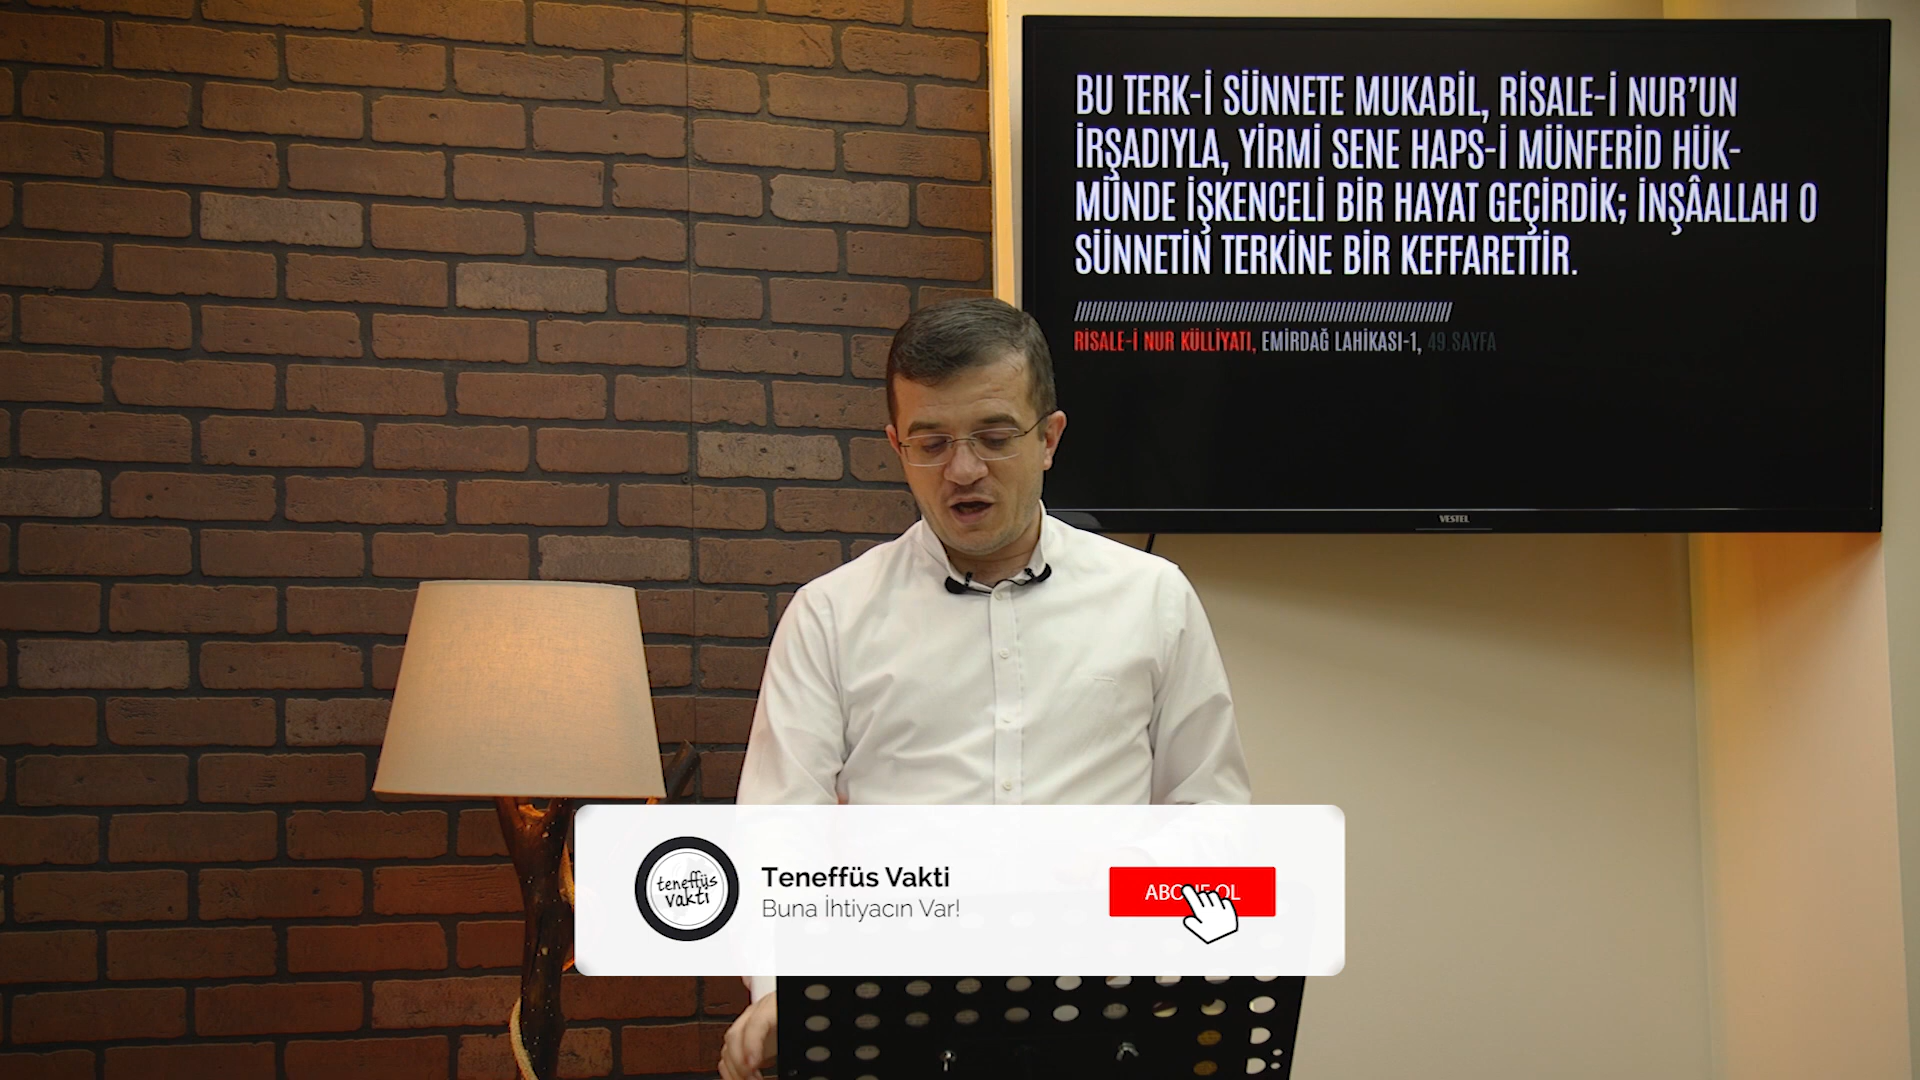 BU TERK-İ SÜNNETE MUKABİL, RİSALE-İ NUR’UN
İRŞADIYLA, YİRMİ SENE HAPS-İ MÜNFERİD HÜK-
MÜNDE İŞKENCELİ BİR HAYAT GEÇİRDİK; İNŞÂALLAH O
SÜNNETİN TERKİNE BİR KEFFARETTİR.
RİSALE-İ NUR KÜLLİYATI, EMİRDAĞ LAHİKASI-1, 49.SAYFA
VESTEL
teneffüs
vakti
Teneffüs Vakti
Buna İhtiyacın Var!
ABONE OL